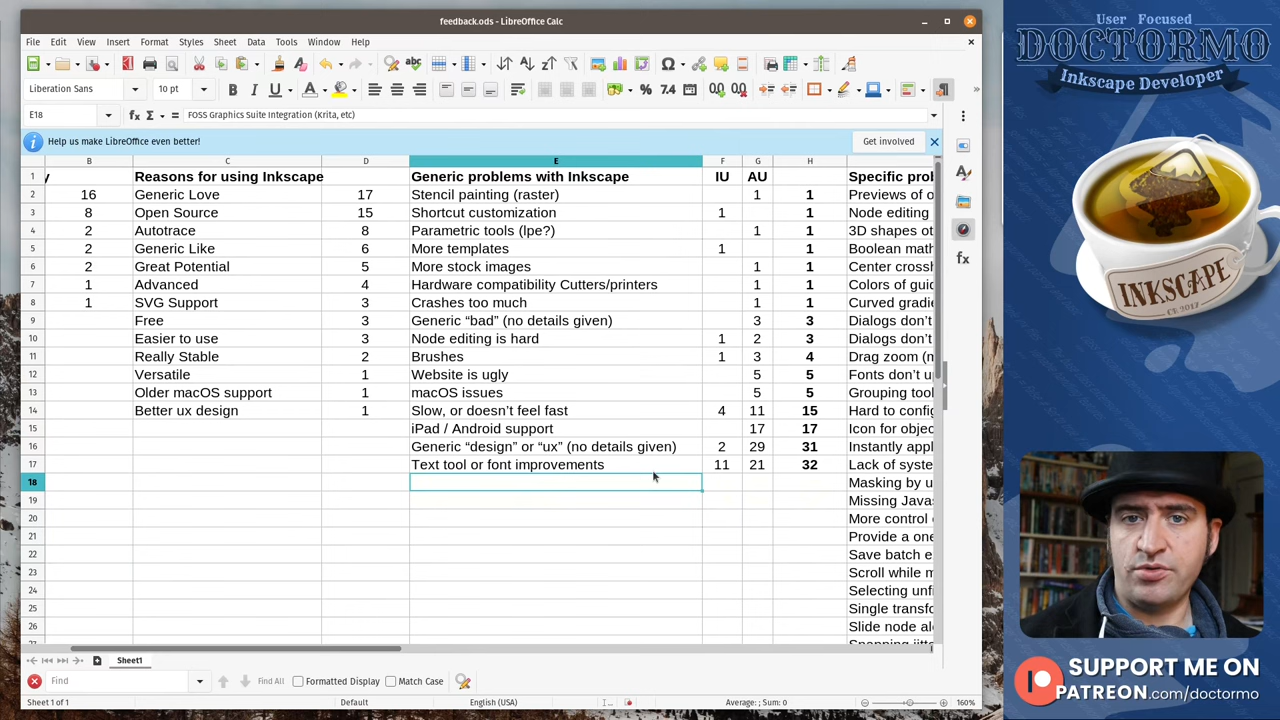 feedback.ods - LibreOffice Calc
File Edit View Insert Format Styles Sheet Data Tools Window Help
Liberation Sans 10 pt
E18 FOSS Graphics Suite Integration (Krita, etc)
Help us make LibreOffice even better! Get involved
B C D E F G H
1 Reasons for using Inkscape Generic problems with Inkscape IU AU Specific prob
2 16 Generic Love 17 Stencil painting (raster) 1 1 Previews of o
3 8 Open Source 15 Shortcut customization 1 1 Node editing
4 2 Autotrace 8 Parametric tools (lpe?) 1 1 3D shapes ot
5 2 Generic Like 6 More templates 1 1 Boolean math
6 2 Great Potential 5 More stock images 1 1 Center crossh
7 1 Advanced 4 Hardware compatibility Cutters/printers 1 1 Colors of guid
8 1 SVG Support 3 Crashes too much 1 1 Curved gradie
9 Free 3 Generic “bad” (no details given) 3 3 Dialogs don’t
10 Easier to use 3 Node editing is hard 1 2 3 Dialogs don’t
11 Really Stable 2 Brushes 1 3 4 Drag zoom (m
12 Versatile 1 Website is ugly 5 5 Fonts don’t u
13 Older macOS support 1 macOS issues 5 5 Grouping tool
14 Better ux design 1 Slow, or doesn’t feel fast 4 11 15 Hard to config
15 iPad / Android support 17 17 Icon for objec
16 Generic “design” or “ux” (no details given) 2 29 31 Instantly appl
17 Text tool or font improvements 11 21 32 Lack of syste
18 Masking by u
19 Missing Javas
20 More control
21 Provide a one
22 Save batch e
23 Scroll while m
24 Selecting unfi
25 Single transfo
26 Slide node al
Sheet1
Find Find All Formatted Display Match Case
Sheet 1 of 1 Default English (USA) Average: ; Sum: 0 160%
User Focused
DOCTORMO
Inkscape Developer
INKSCAPE
SUPPORT ME ON
PATREON.com/doctormo